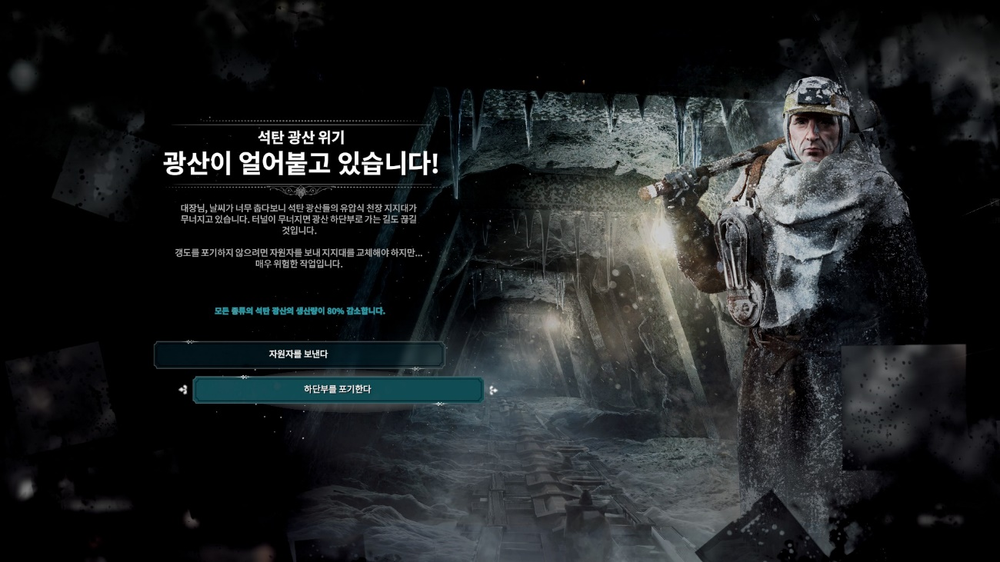 석탄 광산 위기
광산이 얼어붙고 있습니다!
대장님, 날씨가 너무 춥다보니 석탄 광산들의 유압식 천장 지지대가
무너지고 있습니다. 터널이 무너지면 광산 하단부로 가는 길도 끊길
것입니다.
갱도를 포기하지 않으려면 자원자를 보내 지지대를 교체해야 하지만...
매우 위험한 작업입니다.
모든 종류의 석탄 광산의 생산량이 80% 감소합니다.
자원자를 보낸다
하단부를 포기한다